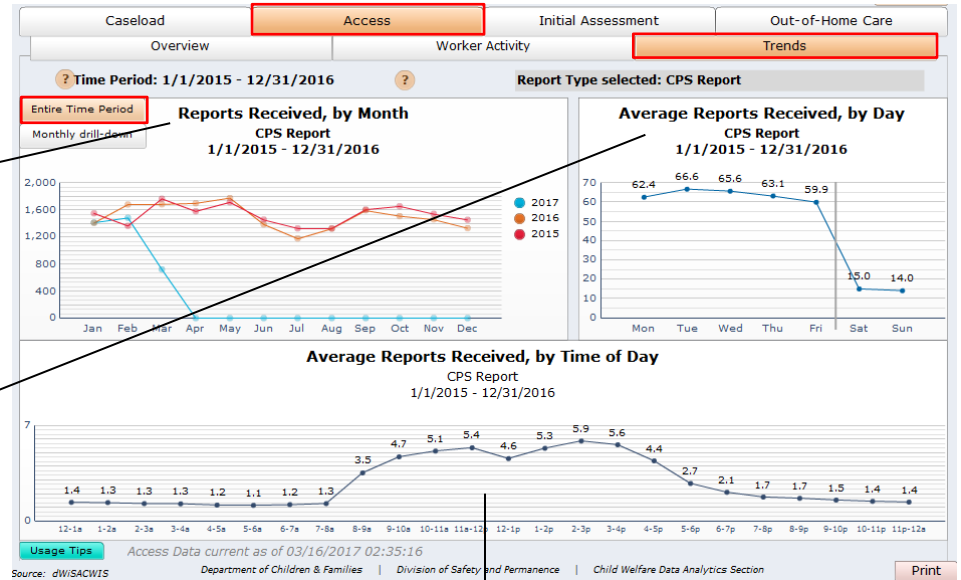 Caseload Access Initial Assessment Out-of-Home Care
Overview Worker Activity Trends
? Time Period: 1/1/2015 - 12/31/2016 ? Report Type selected: CPS Report
Entire Time Period
Monthly drill-down
Reports Received, by Month
CPS Report
1/1/2015 - 12/31/2016
2,000
1,600
1,200
800
400
0
Jan Feb Mar Apr May Jun Jul Aug Sep Oct Nov Dec
2017
2016
2015
Average Reports Received, by Day
CPS Report
1/1/2015 - 12/31/2016
70
60
50
40
30
20
10
0
62.4 66.6 65.6 63.1 59.9 15.0 14.0
Mon Tue Wed Thu Fri Sat Sun
Average Reports Received, by Time of Day
CPS Report
1/1/2015 - 12/31/2016
7
0
1.4 1.3 1.3 1.3 1.2 1.1 1.2 1.3 3.5 4.7 5.1 5.4 4.6 5.3 5.9 5.6 4.4 2.7 2.1 1.7 1.7 1.5 1.4 1.4
12-1a 1-2a 2-3a 3-4a 4-5a 5-6a 6-7a 7-8a 8-9a 9-10a 10-11a 11a-12p 12-1p 1-2p 2-3p 3-4p 4-5p 5-6p 6-7p 7-8p 8-9p 9-10p 10-11p 11p-12a
Usage Tips Access Data current as of 03/16/2017 02:35:16
Source: dWiSACWIS Department of Children & Families | Division of Safety and Permanence | Child Welfare Data Analytics Section Print